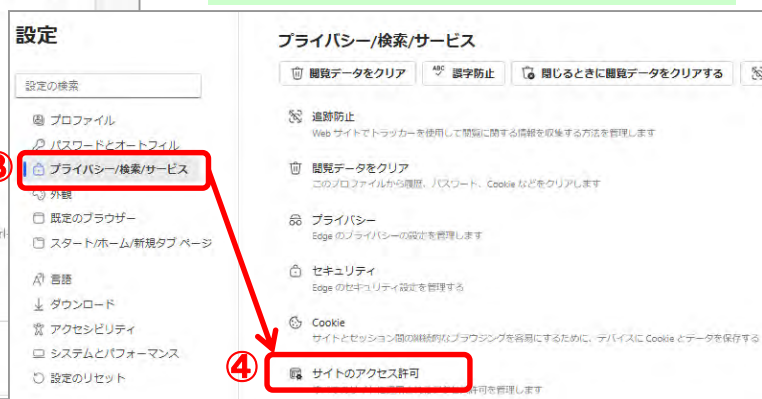 設定
設定の検索
プロファイル
パスワードとオートフィル
③
プライバシー/検索/サービス
外観
既定のブラウザー
スタート/ホーム/新規タブ ページ
言語
ダウンロード
アクセシビリティ
システムとパフォーマンス
設定のリセット
プライバシー/検索/サービス
閲覧データをクリア
ABC 誤字防止
閉じるときに閲覧データをクリアする
追跡防止
Web サイトでトラッカーを使用して閲覧に関する情報を収集する方法を管理します
閲覧データをクリア
このプロファイルから履歴、パスワード、Cookie などをクリアします
プライバシー
Edge のプライバシーの設定を管理します
セキュリティ
Edge のセキュリティ設定を管理する
Cookie
サイトとセッション間の継続的なブラウジングを容易にするために、デバイスに Cookie とデータを保存する
④
サイトのアクセス許可
許可を管理します